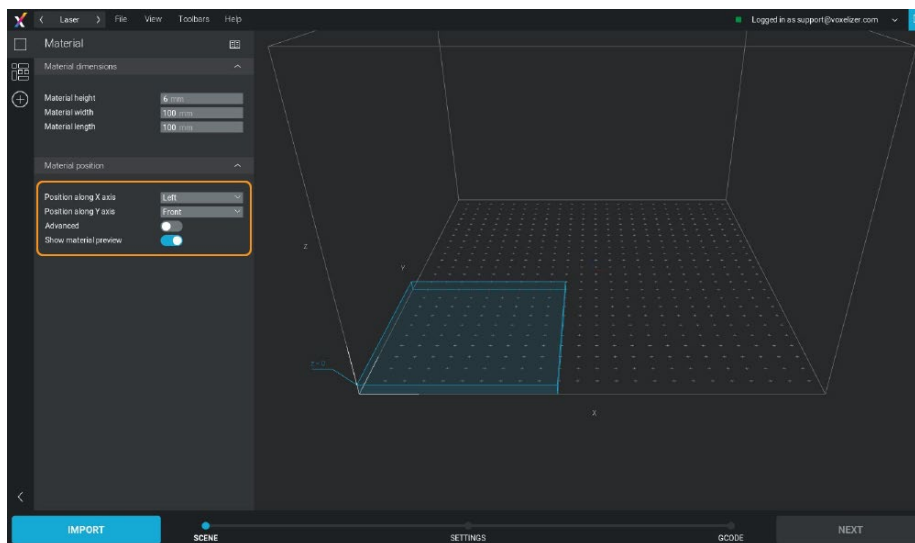 < Laser > File View Toolbars Help
Logged in as support@voxelizer.com
Material
Material dimensions
Material height 6 mm
Material width 100 mm
Material length 100 mm
Material position
Position along X axis Left
Position along Y axis Front
Advanced
Show material preview
z
y
z=0
x
IMPORT
SCENE
SETTINGS
GCODE
NEXT